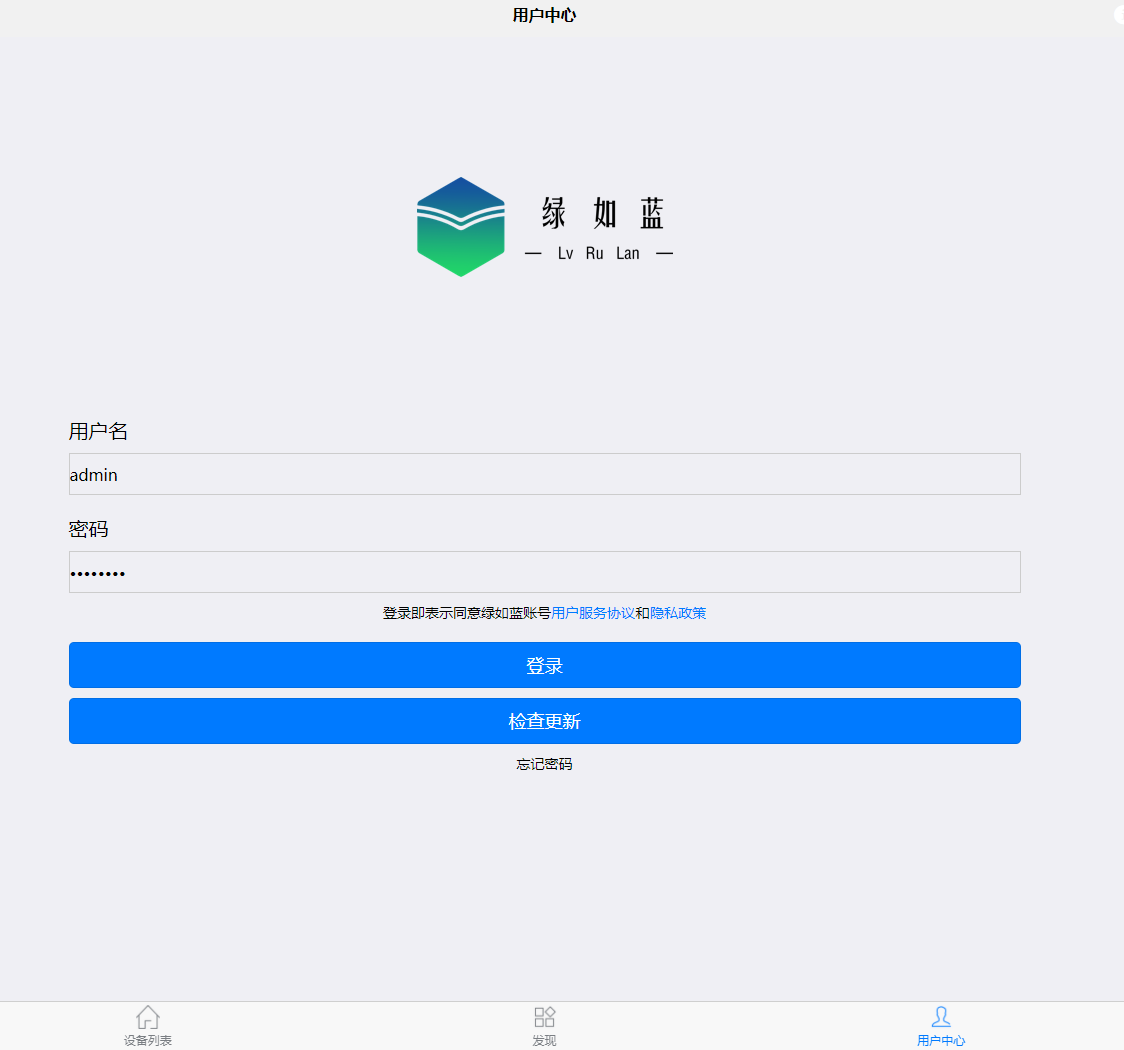 用户中心
绿如蓝
— Lv Ru Lan —
用户名
admin
密码
••••••••
登录即表示同意绿如蓝账号用户服务协议和隐私政策
登录
检查更新
忘记密码
设备列表 发现 用户中心